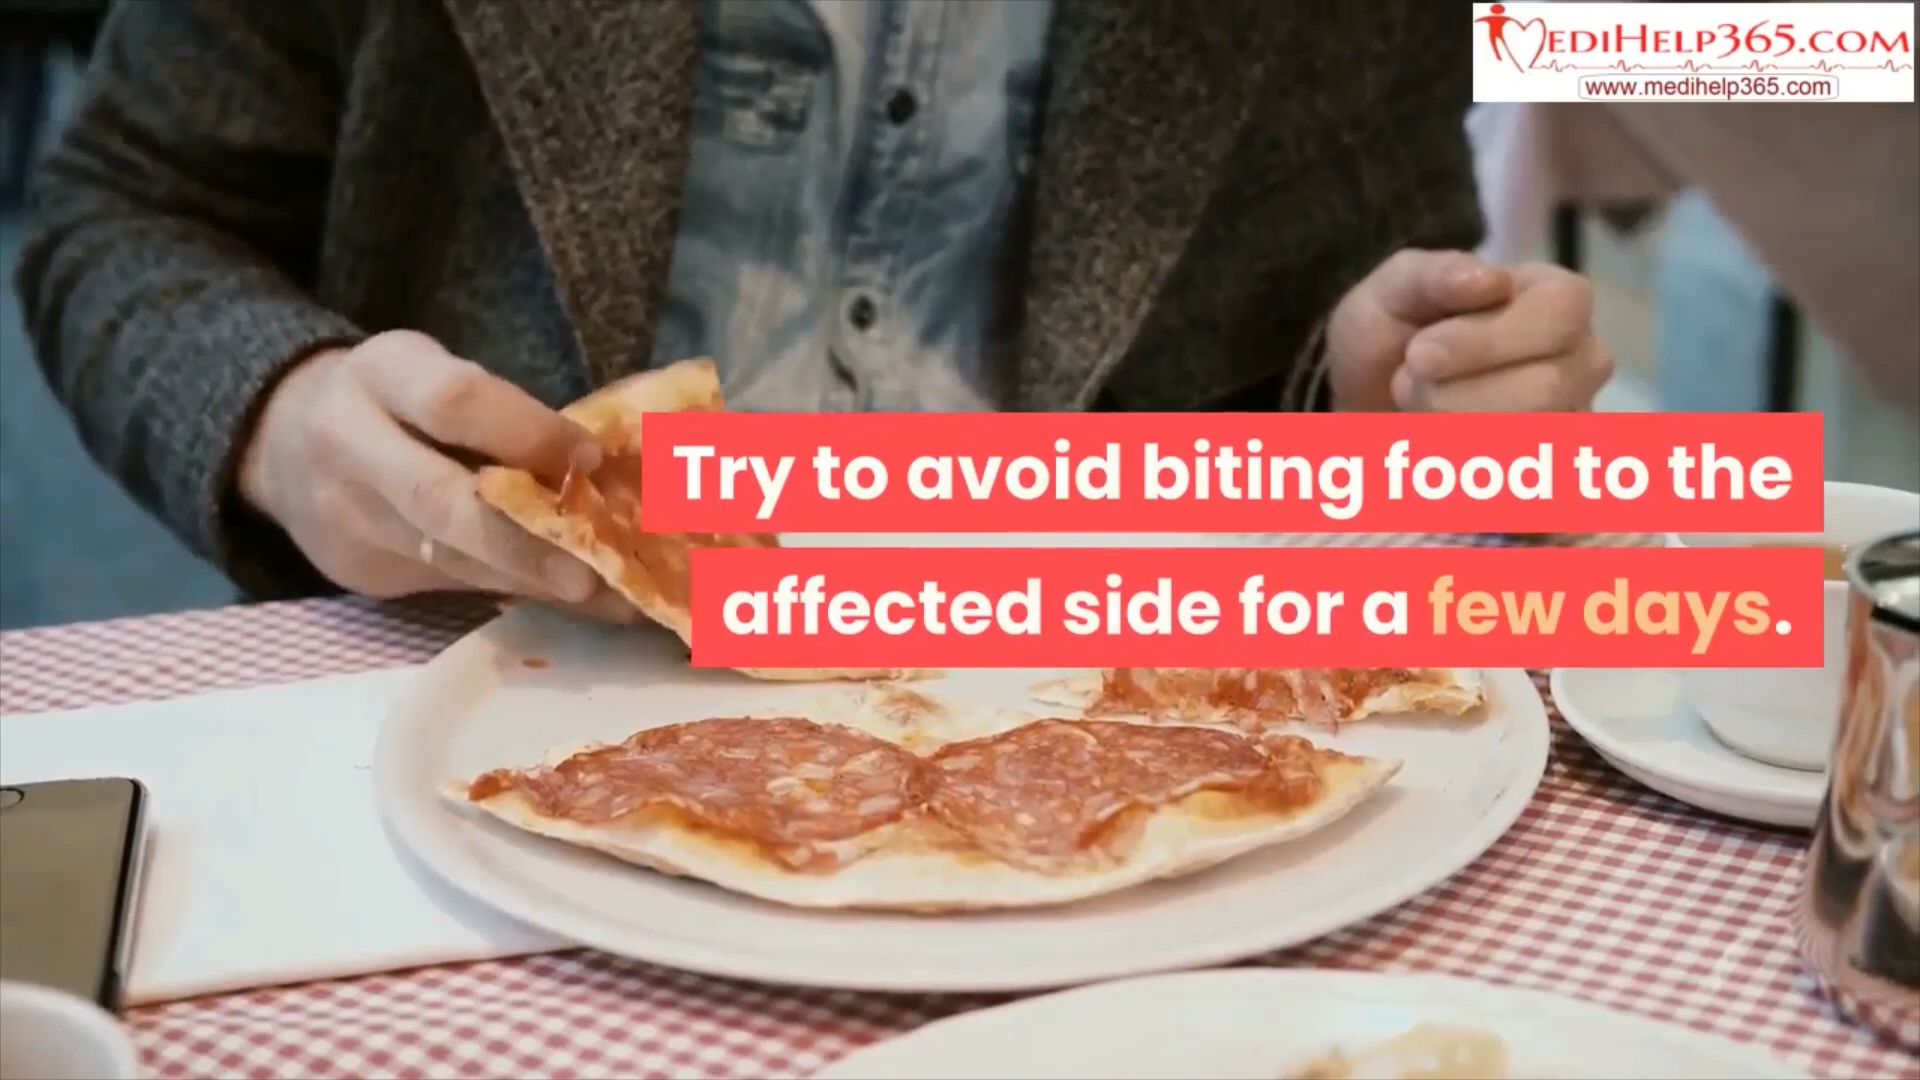 MEDIHELP365.COM
www.medihelp365.com
Try to avoid biting food to the
affected side for a few days.